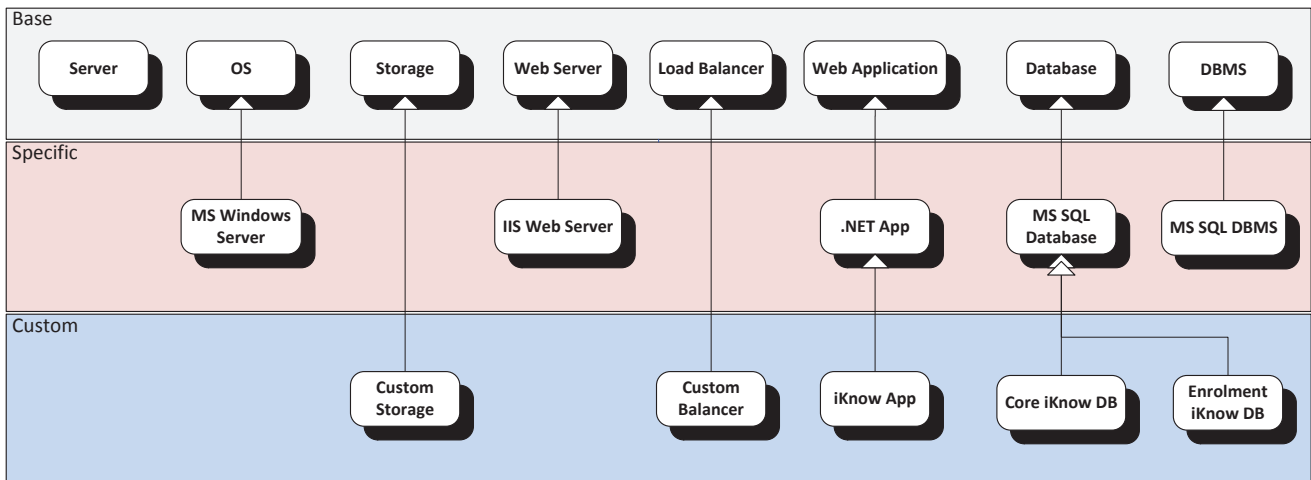 Base
Server
OS
Storage
Web Server
Load Balancer
Web Application
Database
DBMS
Specific
MS Windows
Server
IIS Web Server
.NET App
MS SQL
Database
MS SQL DBMS
Custom
Custom
Storage
Custom
Balancer
iKnow App
Core iKnow DB
Enrolment
iKnow DB